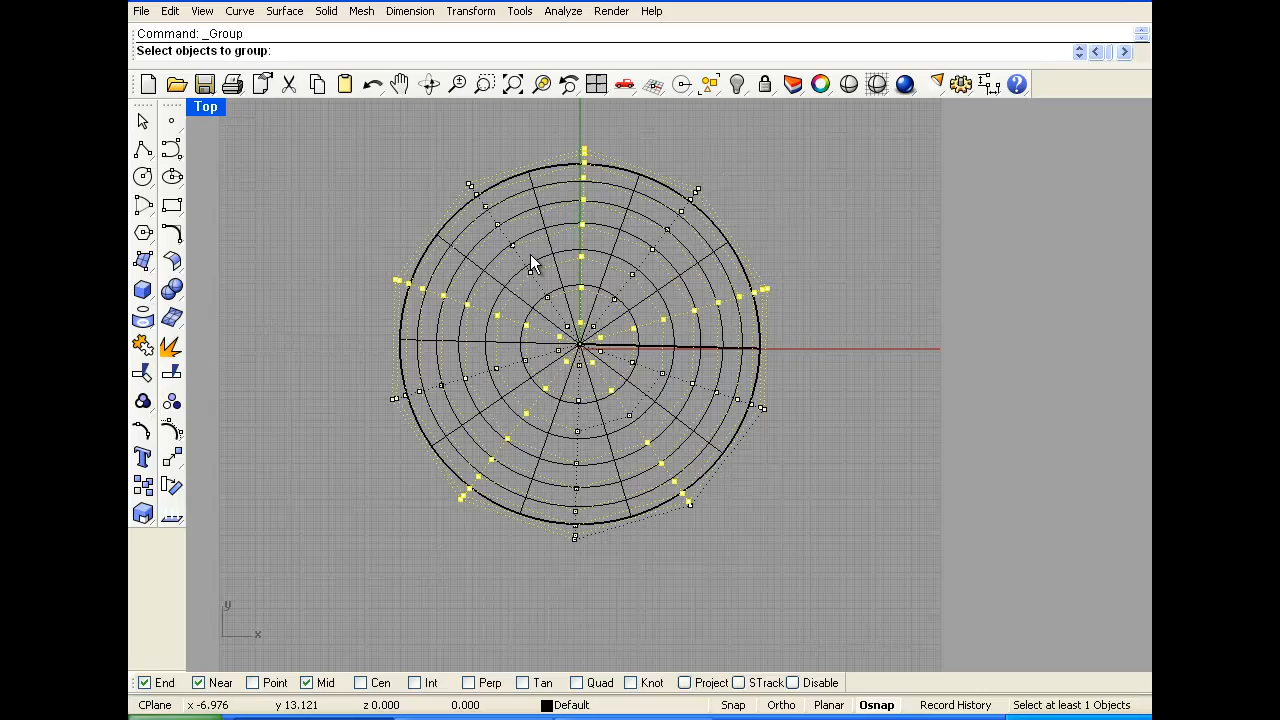 File Edit View Curve Surface Solid Mesh Dimension Transform Tools Analyze Render Help
Command: _Group
Select objects to group:
Top
y
x
End Near Point Mid Cen Int Perp Tan Quad Knot Project STrack Disable
CPlane x -6.976 y 13.121 z 0.000 0.000 Default Snap Ortho Planar Osnap Record History Select at least 1 Objects